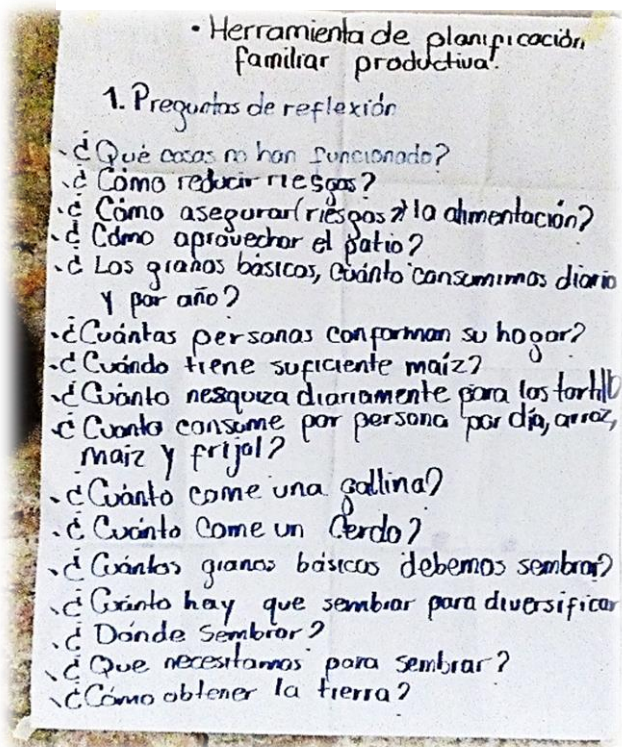 · Herramienta de planificación
familiar productiva.
1. Preguntas de reflexión
· ¿Qué cosas no han funcionado?
· ¿Cómo reducir riesgos?
· ¿Cómo asegurar (riesgos) la alimentación?
· ¿Cómo aprovechar el patio?
· ¿Los granos básicos, cuánto consumimos diario
y por año?
· ¿Cuántas personas conforman su hogar?
· ¿Cuándo tiene suficiente maíz?
· ¿Cuánto nesquiza diariamente para las
¿Cuanto consume por persona por día, arroz,
maiz y frijol?
· ¿Cuánto come una gallina?
· ¿Cuánto come un Cerdo?
· ¿Cuántos granos básicos debemos sembrar?
· ¿Cuánto hay que sembrar para diversificar
· ¿Dónde sembrar?
· ¿Que necesitamos para sembrar?
· ¿Cómo obtener la tierra?